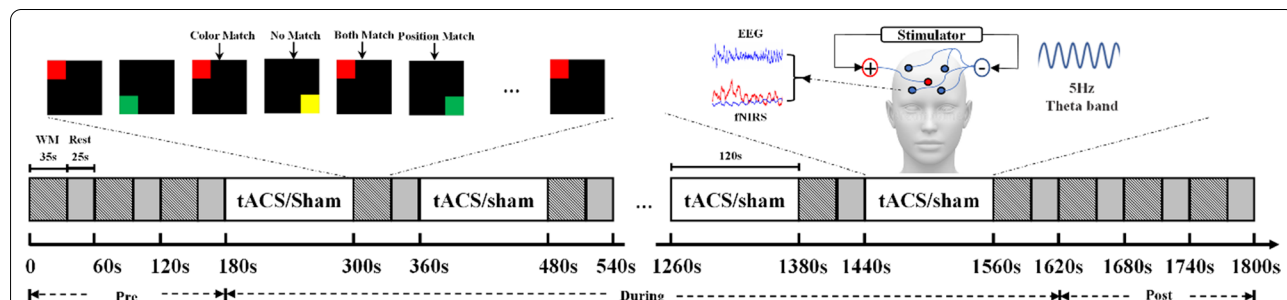 Color Match No Match Both Match Position Match
...
EEG
fNIRS
Stimulator
+ -
5Hz
Theta band
WM Rest
35s 25s
120s
tACS/Sham tACS/sham ... tACS/sham tACS/sham
0 60s 120s 180s 300s 360s 480s 540s 1260s 1380s 1440s 1560s 1620s 1680s 1740s 1800s
Pre During Post